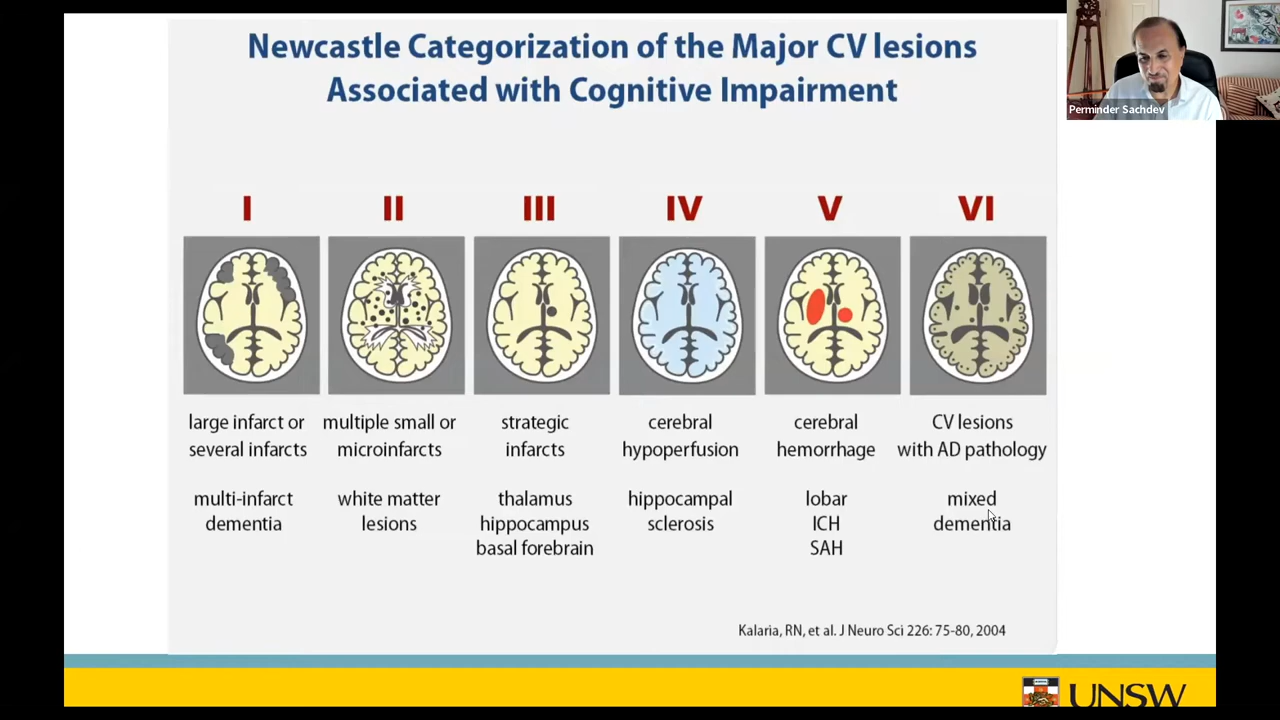 Newcastle Categorization of the Major CV lesions
Associated with Cognitive Impairment
Perminder Sachdev
I
II
III
IV
V
VI
large infarct or
several infarcts
multi-infarct
dementia
multiple small or
microinfarcts
white matter
lesions
strategic
infarcts
thalamus
hippocampus
basal forebrain
cerebral
hypoperfusion
hippocampal
sclerosis
cerebral
hemorrhage
lobar
ICH
SAH
CV lesions
with AD pathology
mixed
dementia
Kalaria, RN, et al. J Neuro Sci 226: 75-80, 2004
UNSW